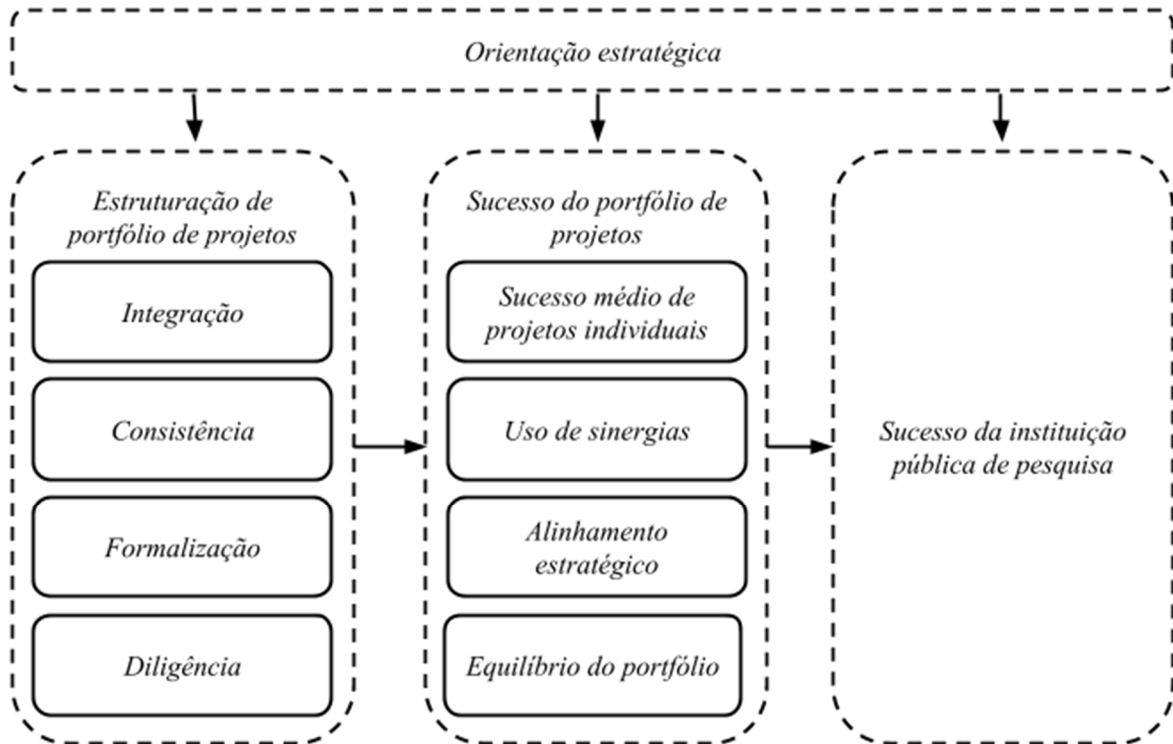 Orientação estratégica
Estruturação de
portfólio de projetos
Integração
Consistência
Formalização
Diligência
Sucesso do portfólio de
projetos
Sucesso médio de
projetos individuais
Uso de sinergias
Alinhamento
estratégico
Equilíbrio do portfólio
Sucesso da instituição
pública de pesquisa